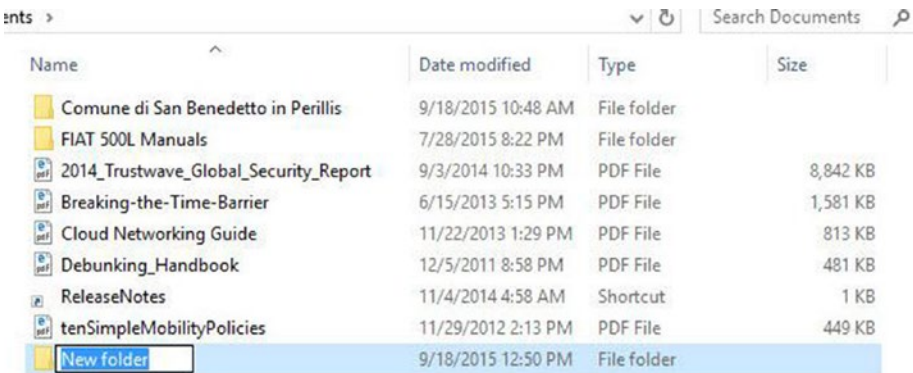 ents > Search Documents
Name Date modified Type Size
Comune di San Benedetto in Perillis 9/18/2015 10:48 AM File folder
FIAT 500L Manuals 7/28/2015 8:22 PM File folder
2014_Trustwave_Global_Security_Report 9/3/2014 10:33 PM PDF File 8,842 KB
Breaking-the-Time-Barrier 6/15/2013 5:15 PM PDF File 1,581 KB
Cloud Networking Guide 11/22/2013 1:29 PM PDF File 813 KB
Debunking_Handbook 12/5/2011 8:58 PM PDF File 481 KB
ReleaseNotes 11/4/2014 4:58 AM Shortcut 1 KB
tenSimpleMobilityPolicies 11/29/2012 2:13 PM PDF File 449 KB
New folder 9/18/2015 12:50 PM File folder